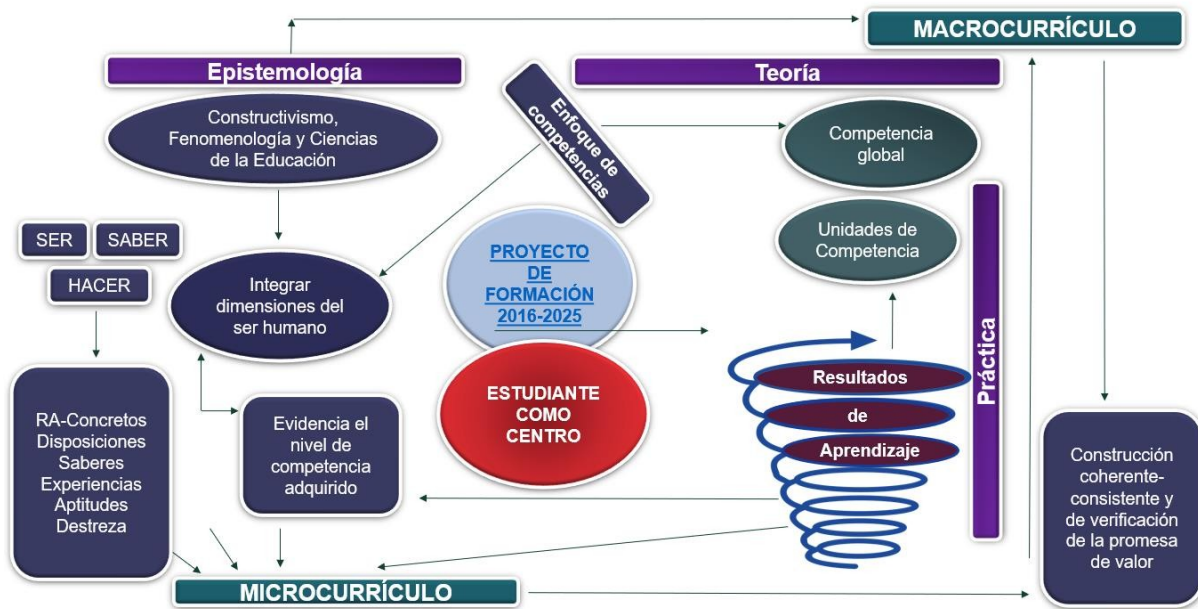 MACROCURRÍCULO
Epistemología
Teoría
Constructivismo,
Fenomenología y Ciencias
de la Educación
Enfoque de
competencias
Competencia
global
SER
SABER
HACER
Integrar
dimensiones del
ser humano
PROYECTO
DE
FORMACIÓN
2016-2025
Unidades de
Competencia
Práctica
ESTUDIANTE
COMO
CENTRO
Resultados
de
Aprendizaje
RA-Concretos
Disposiciones
Saberes
Experiencias
Aptitudes
Destreza
Evidencia el
nivel de
competencia
adquirido
Construcción
coherente-
consistente y
de verificación
de la promesa
de valor
MICROCURRÍCULO